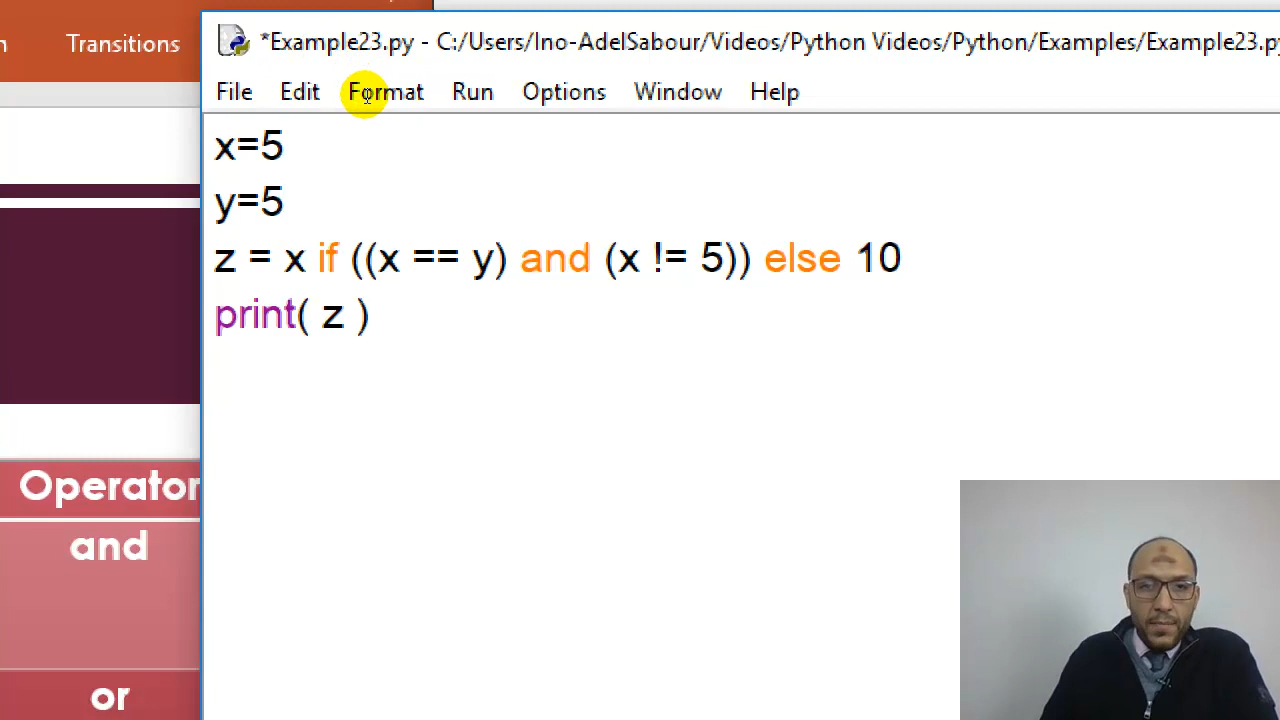 Transitions
*Example23.py - C:/Users/Ino-AdelSabour/Videos/Python Videos/Python/Examples/Example23.py
File Edit Format Run Options Window Help
x=5
y=5
z = x if ((x == y) and (x != 5)) else 10
print( z )
Operator
and
or